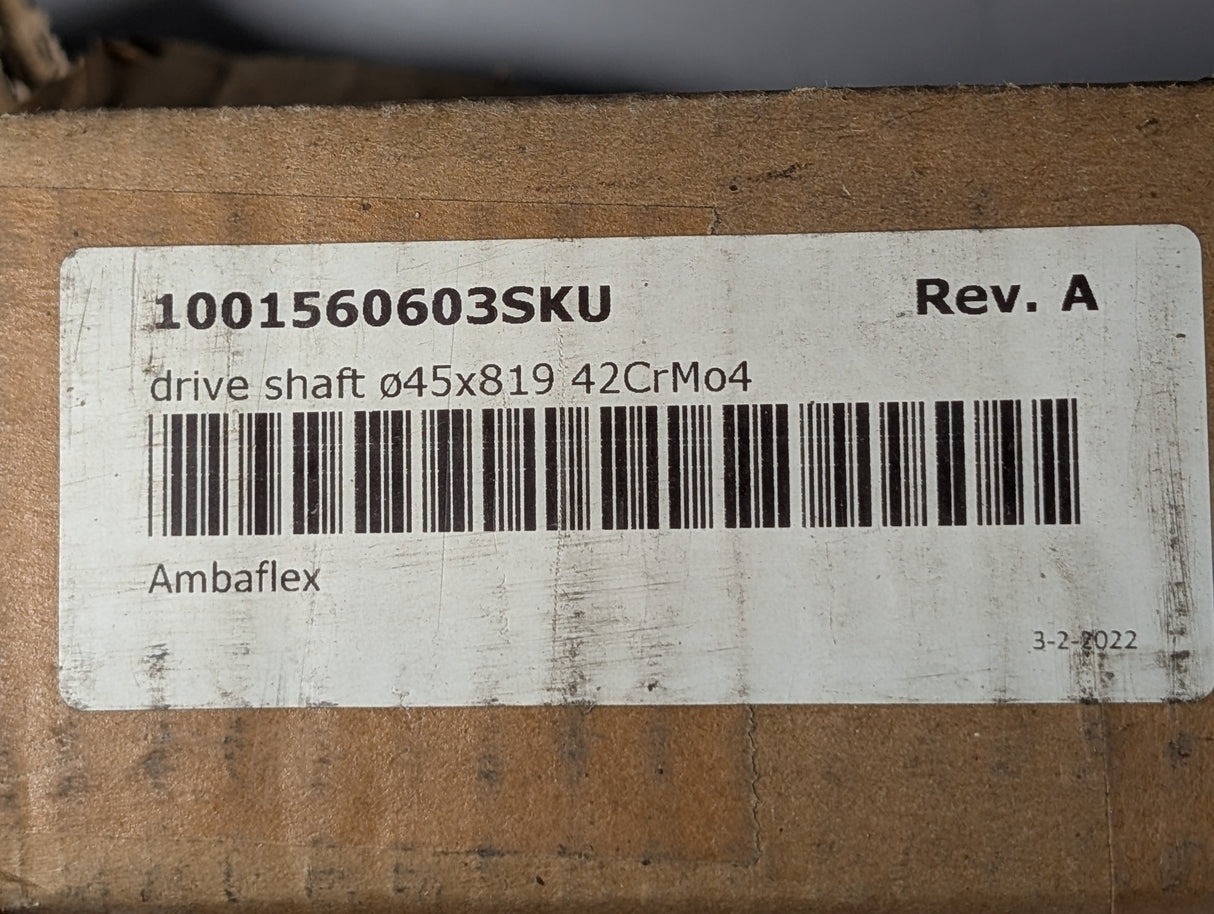 1001560603SKU Rev. A
drive shaft ø45x819 42CrMo4
Ambaflex
3-2-2022